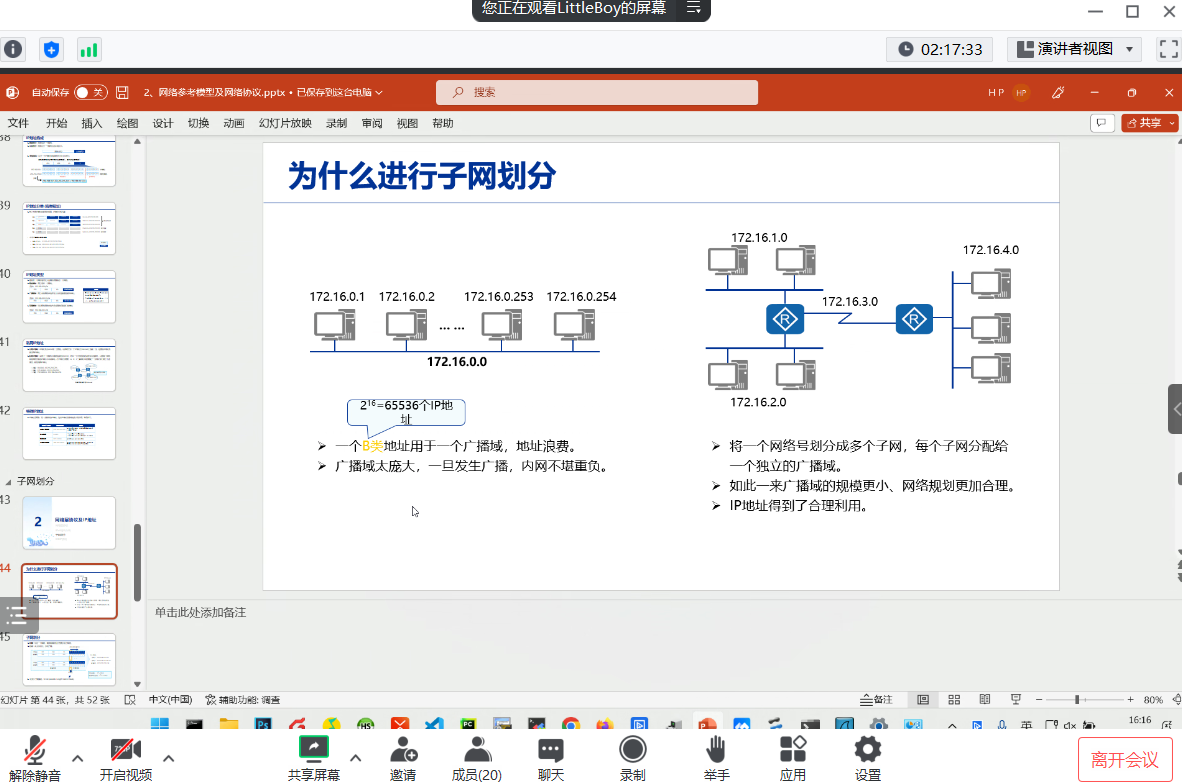 您正在观看LittleBoy的屏幕
02:17:33
演讲者视图
自动保存 关
2、网络参考模型及网络协议.pptx • 已保存到这台电脑
搜索
H P HP
文件 开始 插入 绘图 设计 切换 动画 幻灯片放映 录制 审阅 视图 帮助
共享
39
40
41
42
子网划分
43
2
44
为什么进行子网划分
45
为什么进行子网划分
172.16.0.1 172.16.0.2 172.16.0.253 172.16.0.254
... ...
172.16.0.0
2¹⁶=65536个IP地
址
一个B类地址用于一个广播域，地址浪费。
广播域太庞大，一旦发生广播，内网不堪重负。
172.16.1.0
172.16.4.0
172.16.3.0
R R
172.16.2.0
将一个网络号划分成多个子网，每个子网分配给
一个独立的广播域。
如此一来广播域的规模更小、网络规划更加合理。
IP地址得到了合理利用。
单击此处添加备注
幻灯片 第 44 张，共 52 张 中文(中国) 辅助功能: 调查
备注
80%
英
16:16
解除静音 开启视频 共享屏幕 邀请 成员(20) 聊天 录制 举手 应用 设置
离开会议